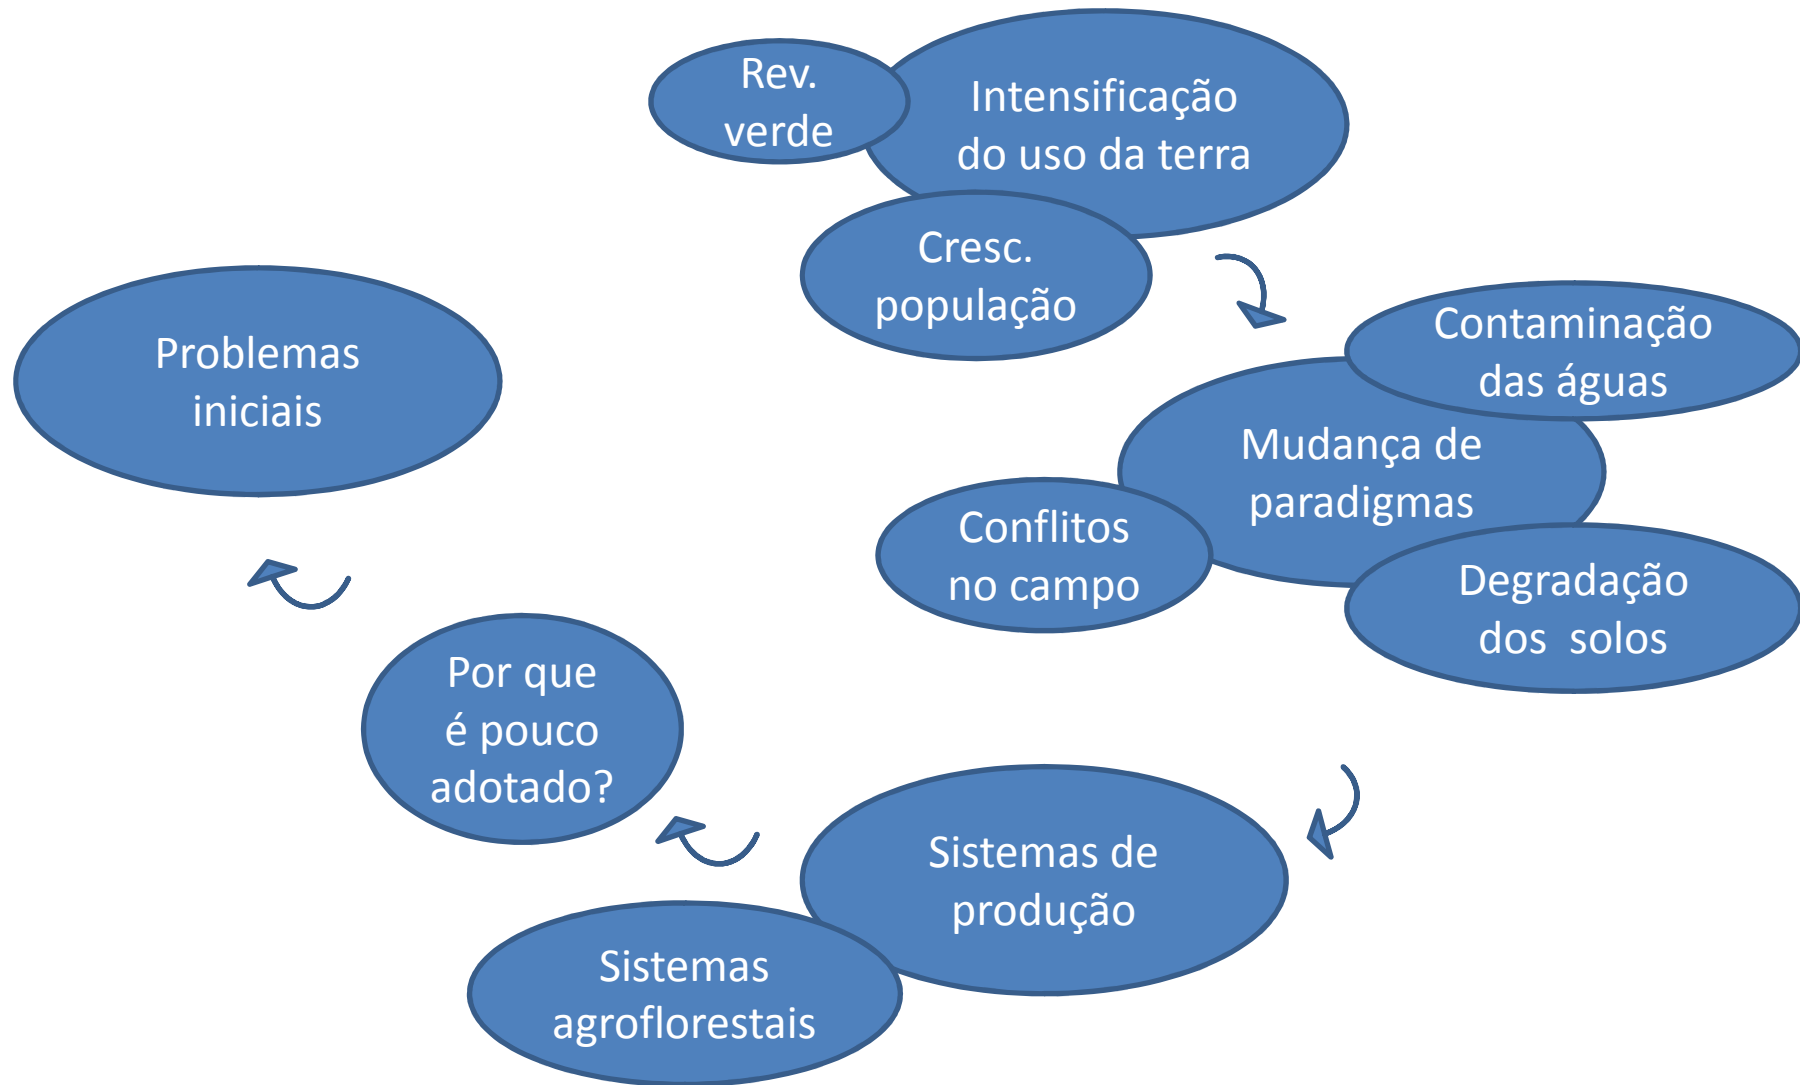 Rev.
verde
Intensificação
do uso da terra
Cresc.
população
Contaminação
das águas
Mudança de
paradigmas
Conflitos
no campo
Degradação
dos solos
Sistemas de
produção
Sistemas
agroflorestais
Por que
é pouco
adotado?
Problemas
iniciais